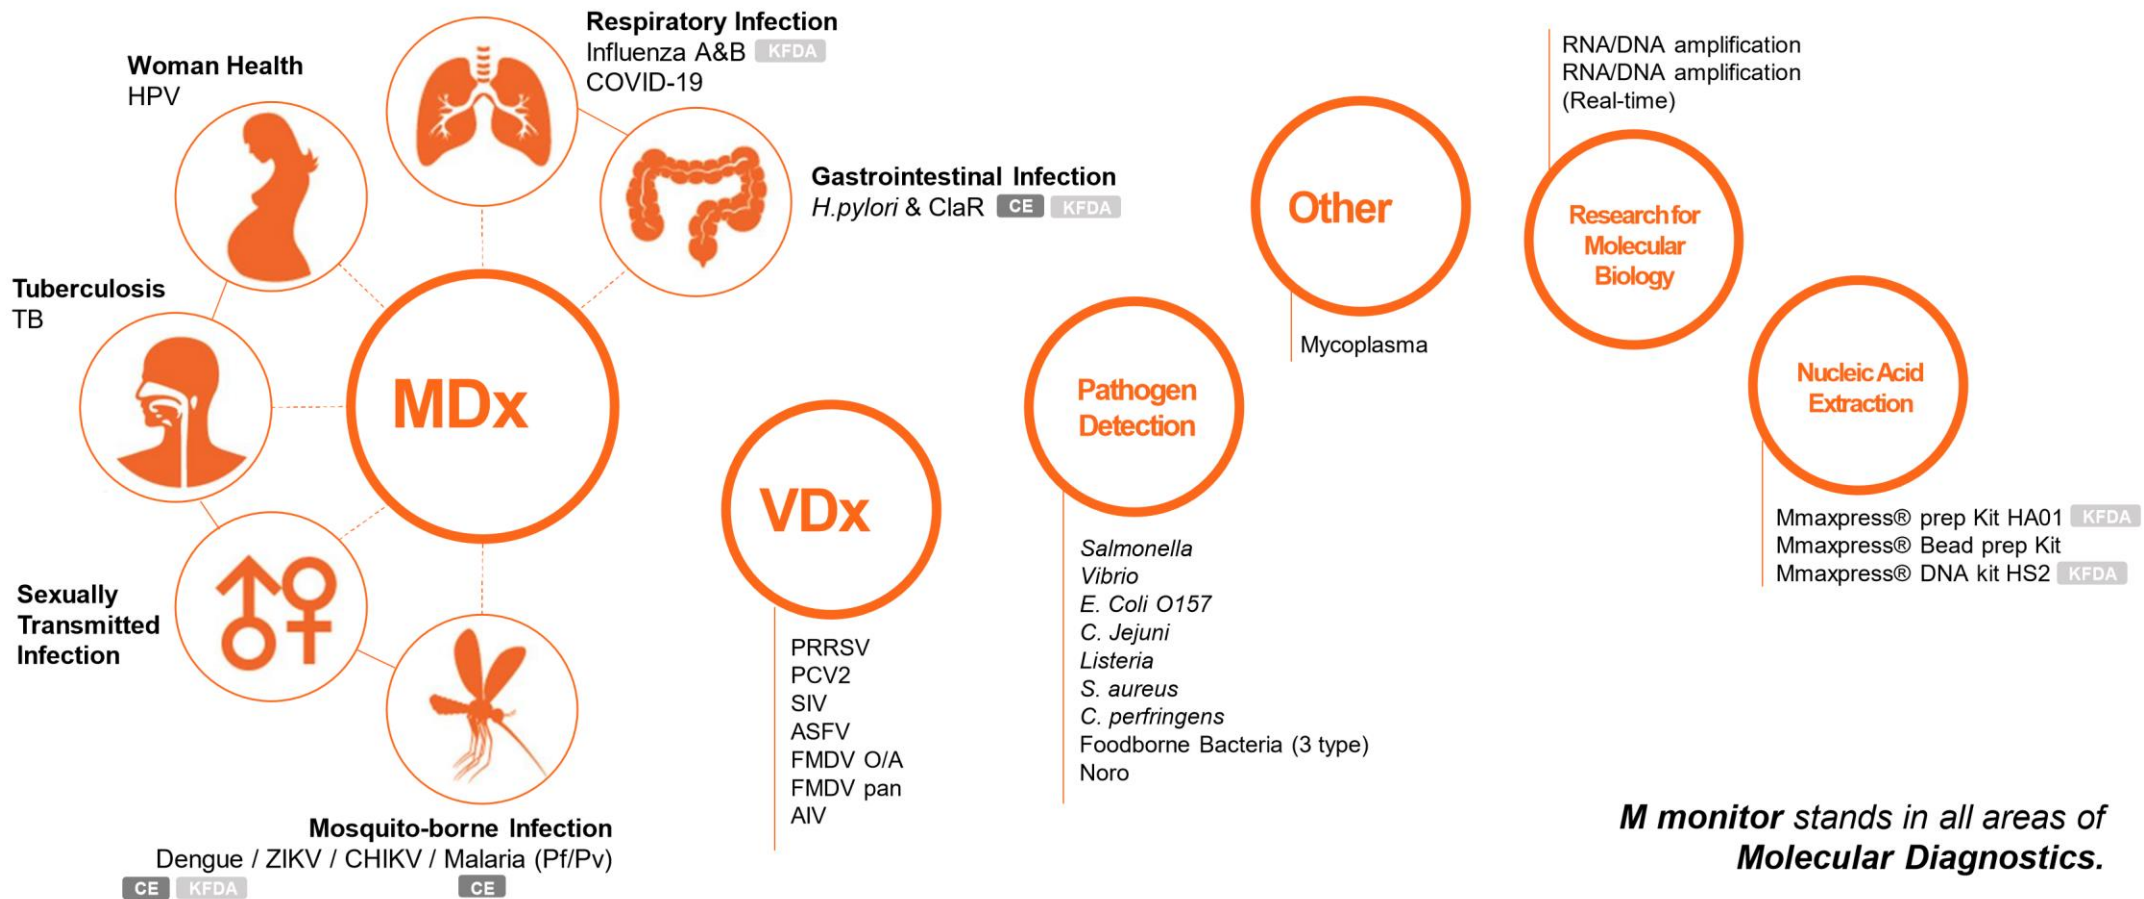 Respiratory Infection
Influenza A&B KFDA
COVID-19
Woman Health
HPV
Gastrointestinal Infection
H.pylori & ClaR CE KFDA
Tuberculosis
TB
MDx
Sexually
Transmitted
Infection
Mosquito-borne Infection
Dengue / ZIKV / CHIKV / Malaria (Pf/Pv)
CE KFDA CE
VDx
PRRSV
PCV2
SIV
ASFV
FMDV O/A
FMDV pan
AIV
Pathogen
Detection
Salmonella
Vibrio
E. Coli O157
C. Jejuni
Listeria
S. aureus
C. perfringens
Foodborne Bacteria (3 type)
Noro
Other
Mycoplasma
RNA/DNA amplification
RNA/DNA amplification
(Real-time)
Research for
Molecular
Biology
Nucleic Acid
Extraction
Mmaxpress® prep Kit HA01 KFDA
Mmaxpress® Bead prep Kit
Mmaxpress® DNA kit HS2 KFDA
M monitor stands in all areas of
Molecular Diagnostics.